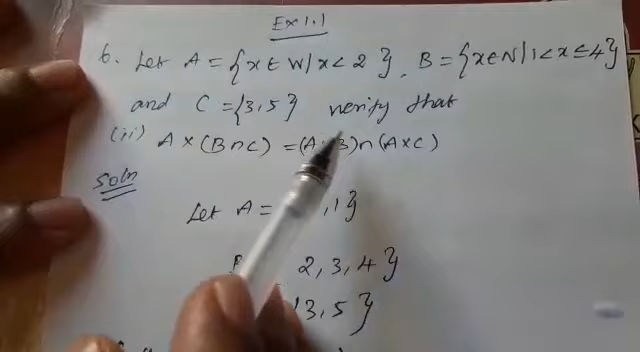 Ex 1.1
6. Let A = {x ∈ W / x < 2}, B = {x ∈ N / 1 < x ≤ 4}
and C = {3, 5} verify that
(ii) A × (B ∩ C) = (A B) ∩ (A × C)
Soln
Let A = , 1}
2, 3, 4}
3, 5}